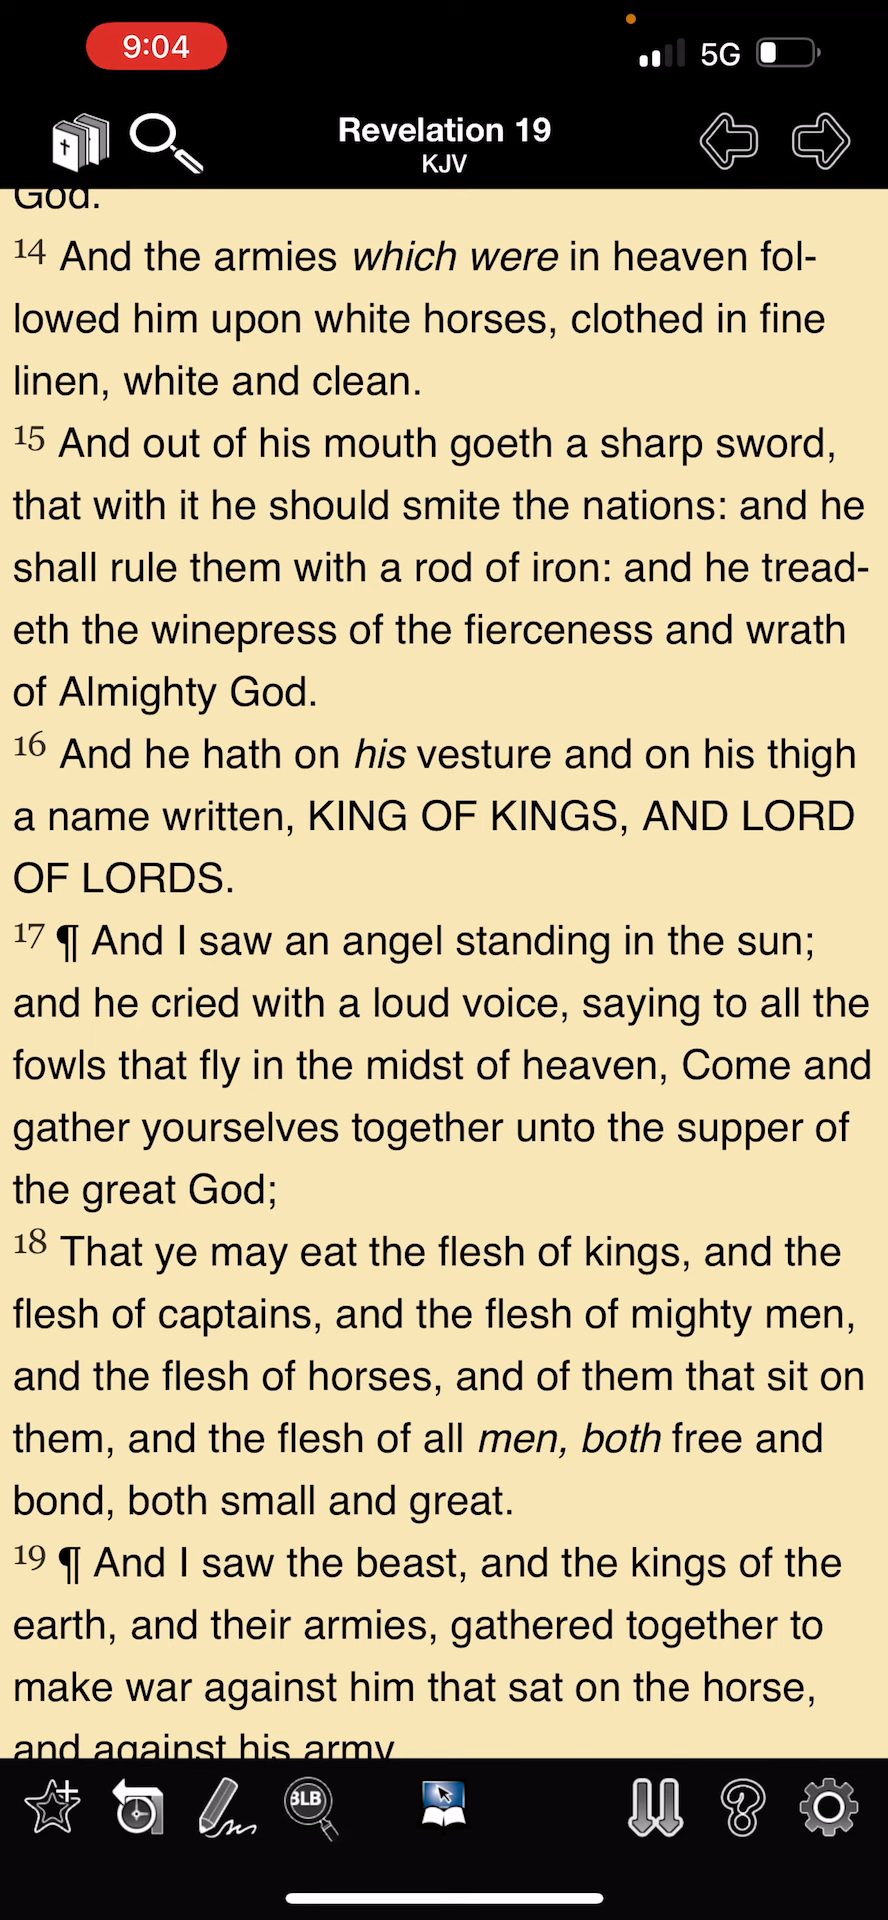 9:04
5G
Revelation 19
KJV
God.
14 And the armies which were in heaven fol-
lowed him upon white horses, clothed in fine
linen, white and clean.
15 And out of his mouth goeth a sharp sword,
that with it he should smite the nations: and he
shall rule them with a rod of iron: and he tread-
eth the winepress of the fierceness and wrath
of Almighty God.
16 And he hath on his vesture and on his thigh
a name written, KING OF KINGS, AND LORD
OF LORDS.
17 ¶ And I saw an angel standing in the sun;
and he cried with a loud voice, saying to all the
fowls that fly in the midst of heaven, Come and
gather yourselves together unto the supper of
the great God;
18 That ye may eat the flesh of kings, and the
flesh of captains, and the flesh of mighty men,
and the flesh of horses, and of them that sit on
them, and the flesh of all men, both free and
bond, both small and great.
19 ¶ And I saw the beast, and the kings of the
earth, and their armies, gathered together to
make war against him that sat on the horse,
and against his army
BLB